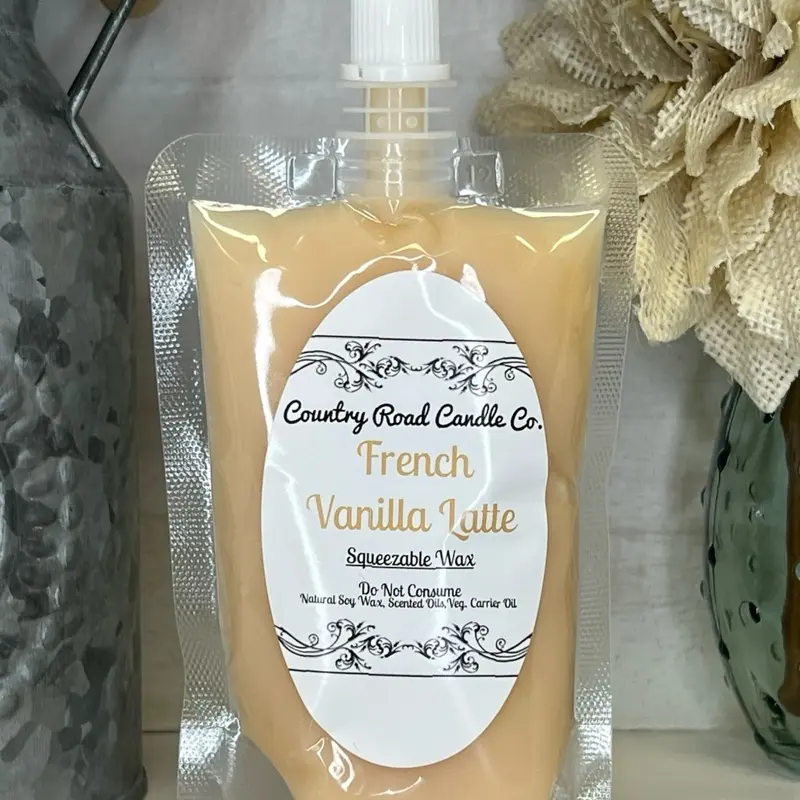 12
Country Road Candle Co.
French
Vanilla Latte
Squeezable Wax
Do Not Consume
Natural Soy Wax, Scented Oils, Veg. Carrier Oil